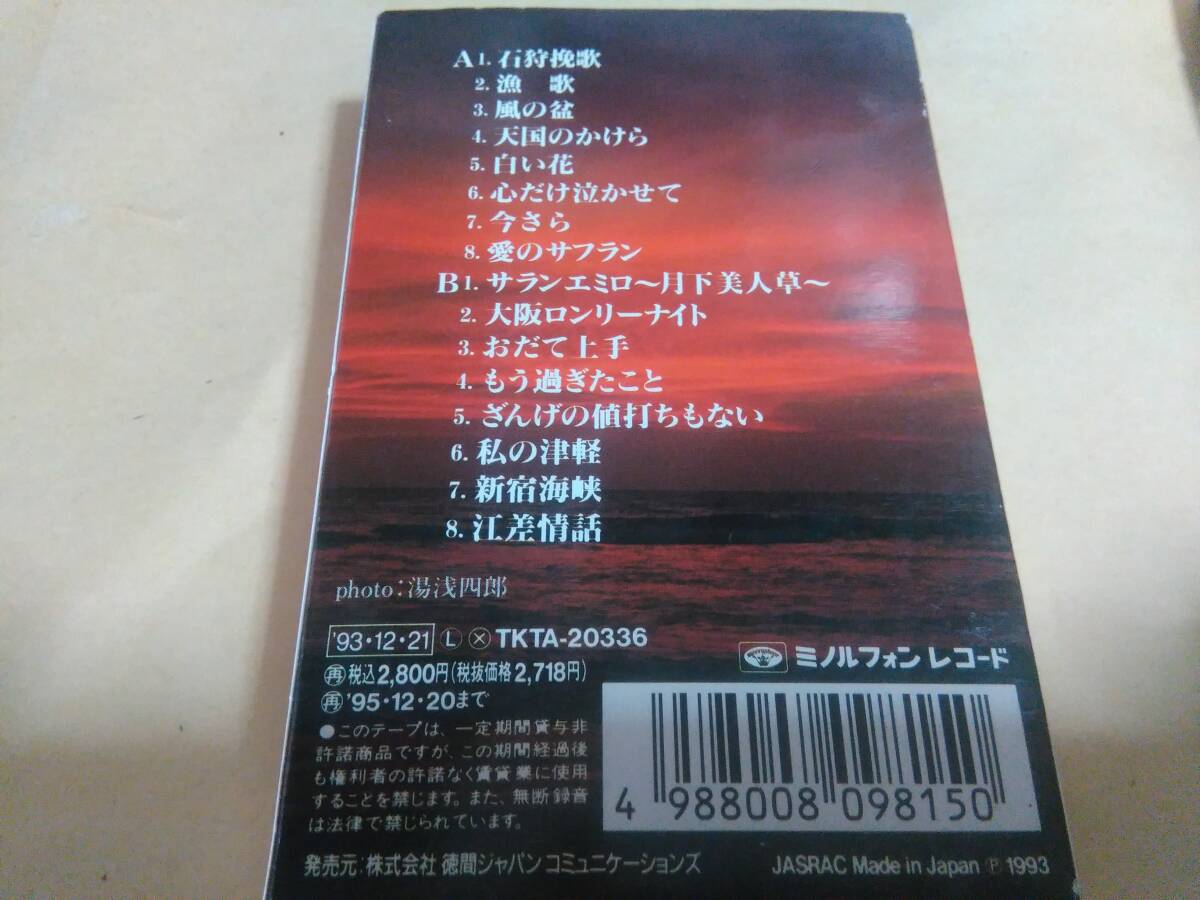 A 1. 石狩挽歌
2. 漁 歌
3. 風の盆
4. 天国のかけら
5. 白い花
6. 心だけ泣かせて
7. 今さら
8. 愛のサフラン
B 1. サランエミロ〜月下美人草〜
2. 大阪ロンリーナイト
3. おだて上手
4. もう過ぎたこと
5. ざんげの値打ちもない
6. 私の津軽
7. 新宿海峡
8. 江差情話
photo:湯浅四郎
'93・12・21 Ⓛ ⓧ TKTA-20336
ミノルフォン レコード
㊢税込2,800円(税抜価格2,718円)
㊢'95・12・20まで
●このテープは、一定期間貸与非
許諾商品ですが、この期間経過後
も権利者の許諾なく賃貸業に使用
することを禁じます。また、無断録音
は法律で禁じられています。
4 988008 098150
発売元:株式会社 徳間ジャパンコミュニケーションズ
JASRAC Made in Japan Ⓟ 1993